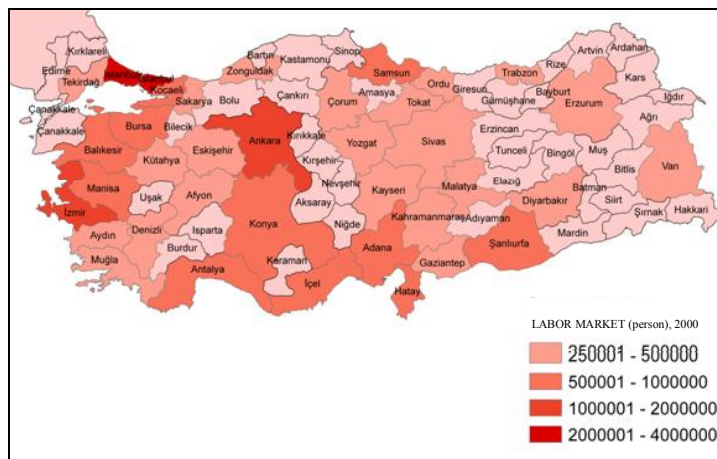 Kırklareli
Edirne
Tekirdağ
İstanbul
İstanbul
Kocaeli
Çanakkale
Çanakkale
Balıkesir
Bursa
Bilecik
Sakarya
Bolu
Zonguldak
Bartın
Kastamonu
Sinop
Çankırı
Samsun
Amasya
Çorum
Ordu
Tokat
Giresun
Trabzon
Gümüşhane
Rize
Bayburt
Artvin
Ardahan
Kars
Iğdır
Erzurum
Ağrı
Erzincan
Tunceli
Bingöl
Muş
Bitlis
Van
Elazığ
Malatya
Diyarbakır
Batman
Siirt
Şırnak
Hakkari
Mardin
Şanlıurfa
Adıyaman
Kahramanmaraş
Gaziantep
Hatay
Adana
Kayseri
Sivas
Yozgat
Kırıkkale
Kırşehir
Nevşehir
Aksaray
Niğde
Ankara
Eskişehir
Kütahya
Afyon
Uşak
Manisa
İzmir
Aydın
Denizli
Muğla
Burdur
Isparta
Antalya
Konya
Karaman
İçel
LABOR MARKET (person), 2000
250001 - 500000
500001 - 1000000
1000001 - 2000000
2000001 - 4000000